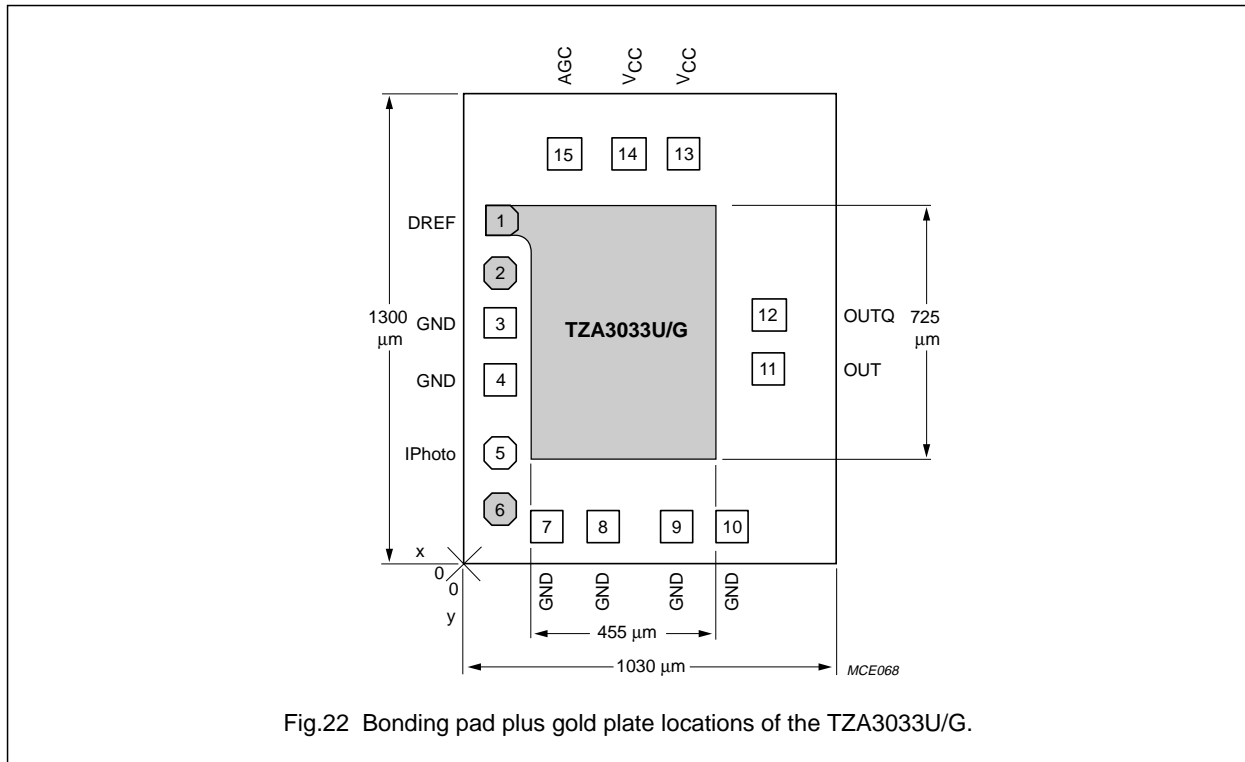 AGC
VCC
VCC
15
14
13
DREF
1
2
1300
μm
GND
3
TZA3033U/G
12
OUTQ
725
μm
GND
4
11
OUT
IPhoto
5
6
7
8
9
10
x
0
0
y
GND
GND
GND
GND
455 μm
1030 μm
MCE068
Fig.22 Bonding pad plus gold plate locations of the TZA3033U/G.